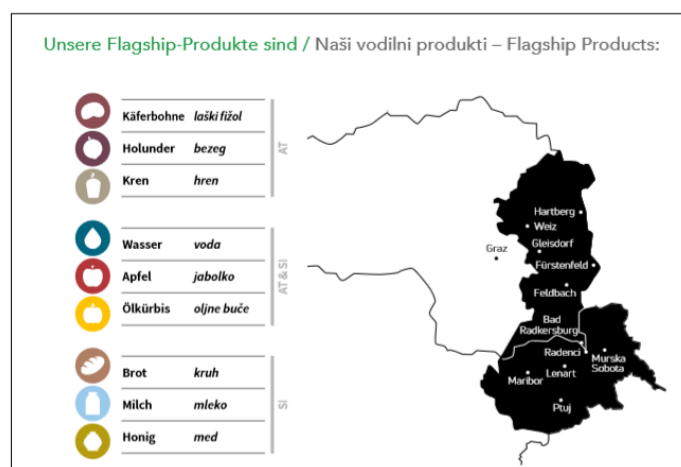 Unsere Flagship-Produkte sind / Naši vodilni produkti – Flagship Products:
Käferbohne laški fižol
Holunder bezeg
Kren hren
AT
Wasser voda
Apfel jabolko
Ölkürbis oljne buče
AT & SI
Brot kruh
Milch mleko
Honig med
SI
Hartberg
Weiz
Graz
Gleisdorf
Fürstenfeld
Feldbach
Bad
Radkersburg
Radenci
Murska
Sobota
Lenart
Maribor
Ptuj